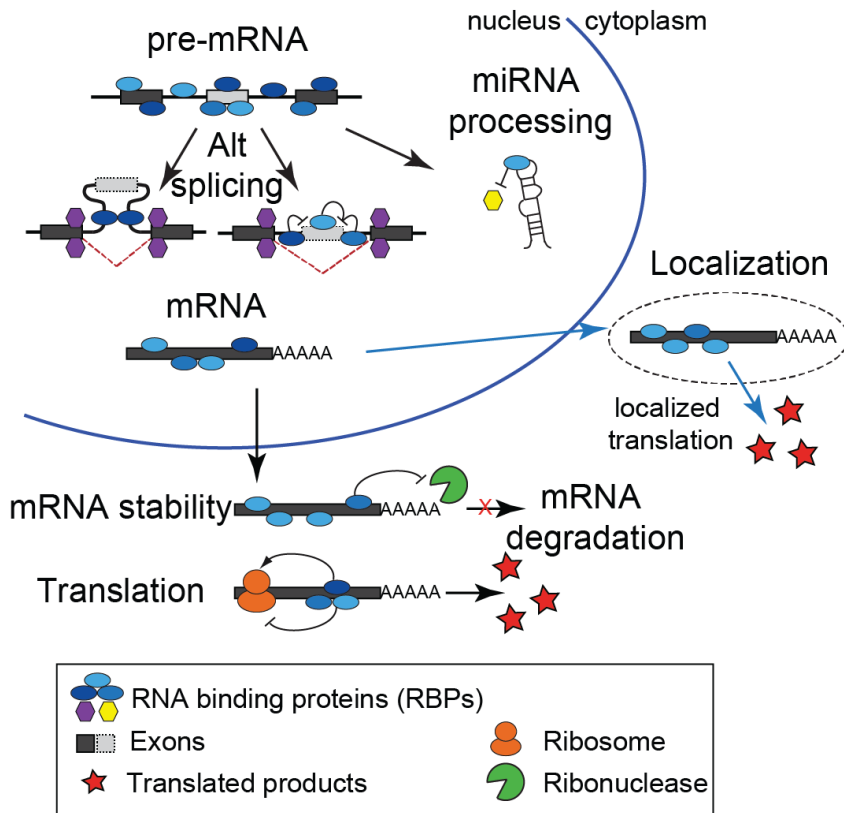 nucleus cytoplasm
pre-mRNA
miRNA
processing
Alt
splicing
Localization
mRNA
AAAAA
AAAAA
localized
translation
mRNA stability
AAAAA
X
mRNA
degradation
Translation
AAAAA
RNA binding proteins (RBPs)
Exons
Ribosome
Translated products
Ribonuclease